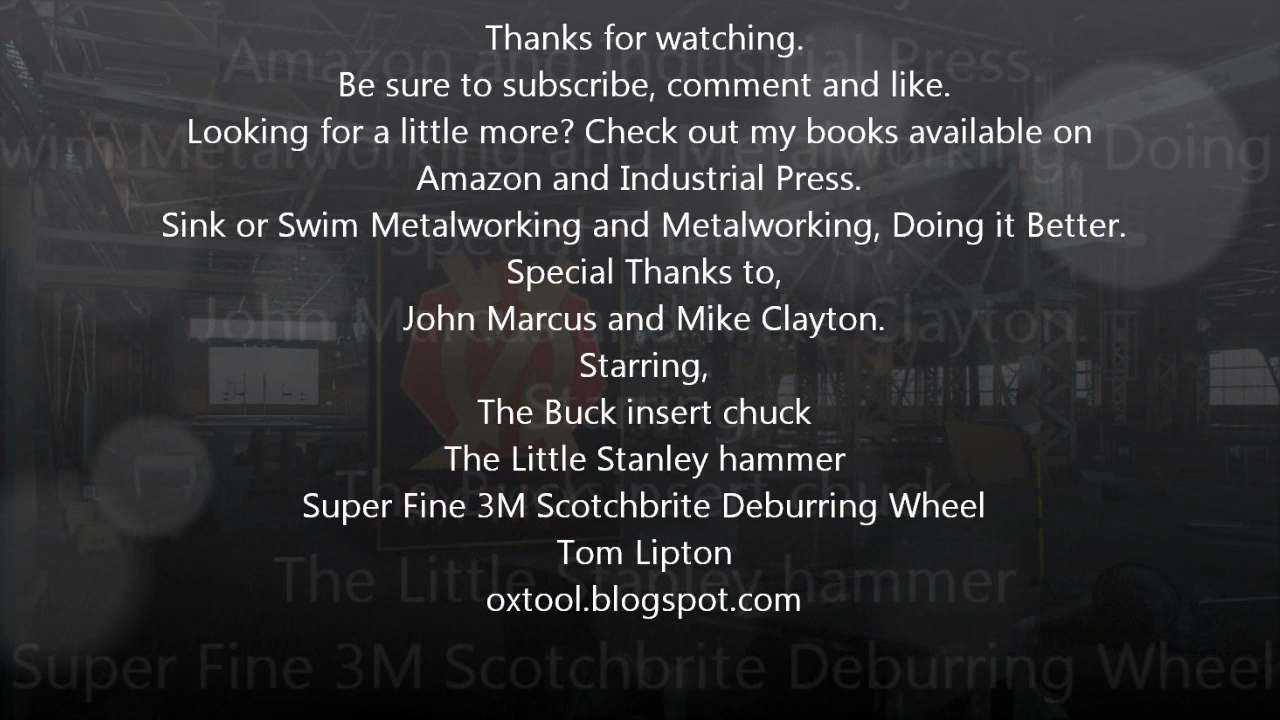 Thanks for watching.
Be sure to subscribe, comment and like.
Looking for a little more? Check out my books available on
Amazon and Industrial Press.
Sink or Swim Metalworking and Metalworking, Doing it Better.
Special Thanks to,
John Marcus and Mike Clayton.
Starring,
The Buck insert chuck
The Little Stanley hammer
Super Fine 3M Scotchbrite Deburring Wheel
Tom Lipton
oxtool.blogspot.com